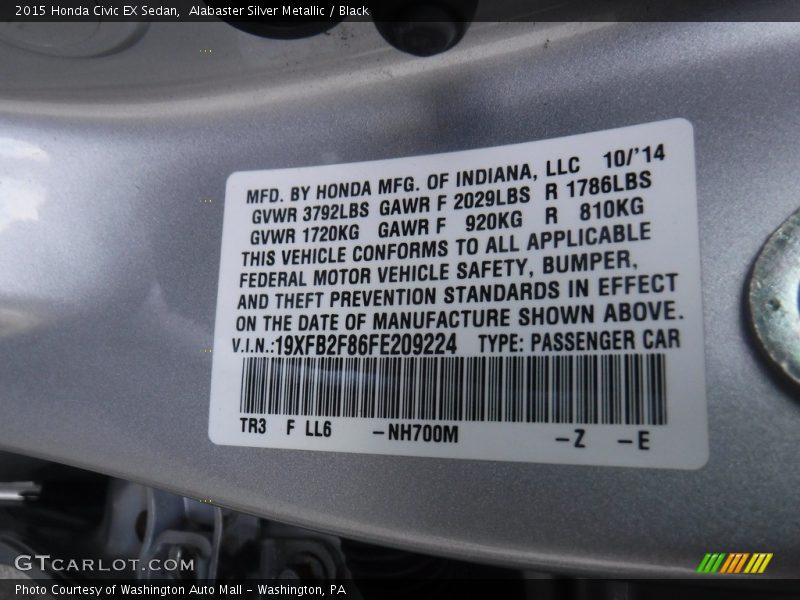 2015 Honda Civic EX Sedan,  Alabaster Silver Metallic / Black
MFD. BY HONDA MFG. OF INDIANA, LLC 10/'14
GVWR 3792LBS GAWR F 2029LBS R 1786LBS
GVWR 1720KG GAWR F 920KG R 810KG
THIS VEHICLE CONFORMS TO ALL APPLICABLE
FEDERAL MOTOR VEHICLE SAFETY, BUMPER,
AND THEFT PREVENTION STANDARDS IN EFFECT
ON THE DATE OF MANUFACTURE SHOWN ABOVE.
V.I.N.:19XFB2F86FE209224 TYPE: PASSENGER CAR
TR3 F LL6 -NH700M -Z -E
GTCARLOT.COM
Photo Courtesy of Washington Auto Mall - Washington, PA